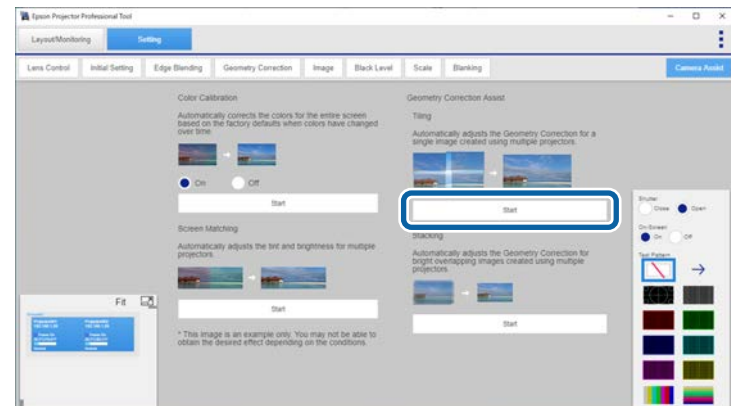 Epson Projector Professional Tool
Layout/Monitoring
Setting
Lens Control
Initial Setting
Edge Blending
Geometry Correction
Image
Black Level
Scale
Blanking
Camera Assist
Color Calibration
Automatically corrects the colors for the entire screen
based on the factory defaults when colors have changed
over time.
On
Off
Start
Screen Matching
Automatically adjusts the tint and brightness for multiple
projectors.
Start
* This image is an example only. You may not be able to
obtain the desired effect depending on the conditions.
Geometry Correction Assist
Tiling
Automatically adjusts the Geometry Correction for a
single image created using multiple projectors.
Start
Stacking
Automatically adjusts the Geometry Correction for
bright overlapping images created using multiple
projectors.
Start
Fit
Shutter
Close
Open
On-Screen
On
Off
Test Pattern